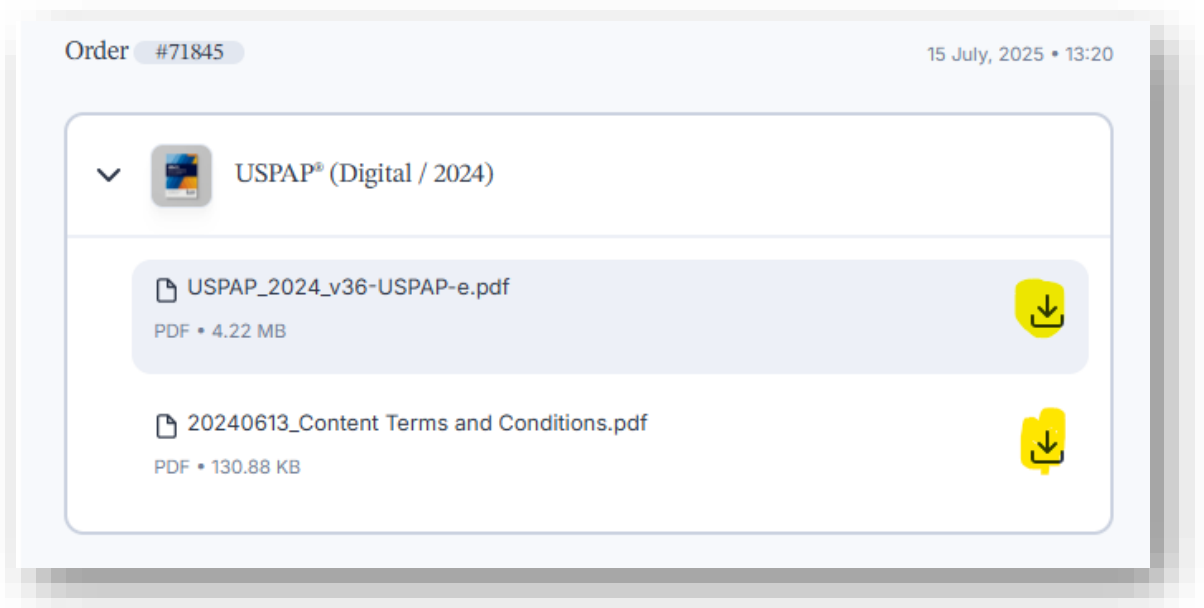 Order #71845
15 July, 2025 • 13:20
USPAP® (Digital / 2024)
USPAP_2024_v36-USPAP-e.pdf
PDF • 4.22 MB
20240613_Content Terms and Conditions.pdf
PDF • 130.88 KB